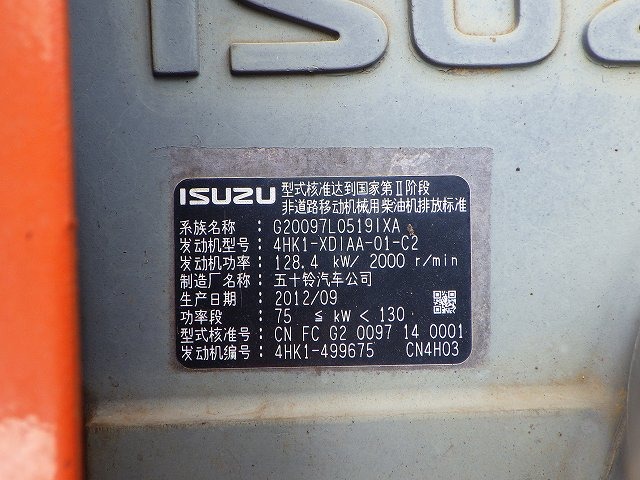 ISUZU
ISUZU 型式核准达到国家第Ⅱ阶段
非道路移动机械用柴油机排放标准
系族名称 : G20097L0519IXA
发动机型号: 4HK1-XDIAA-01-C2
发动机功率: 128.4 kW/ 2000 r/min
制造厂名称: 五十铃汽车公司
生产日期 : 2012/09
功率段 : 75 ≦ kW < 130
型式核准号: CN FC G2 0097 14 0001
发动机编号: 4HK1-499675 CN4H03